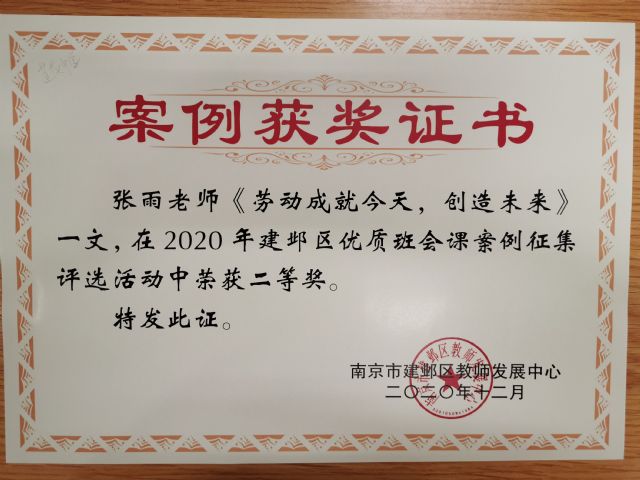 案例获奖证书
张雨老师《劳动成就今天，创造未来》
一文，在2020年建邺区优质班会课案例征集
评选活动中荣获二等奖。
特发此证。
南京市建邺区教师发展中心
二〇二〇年十二月